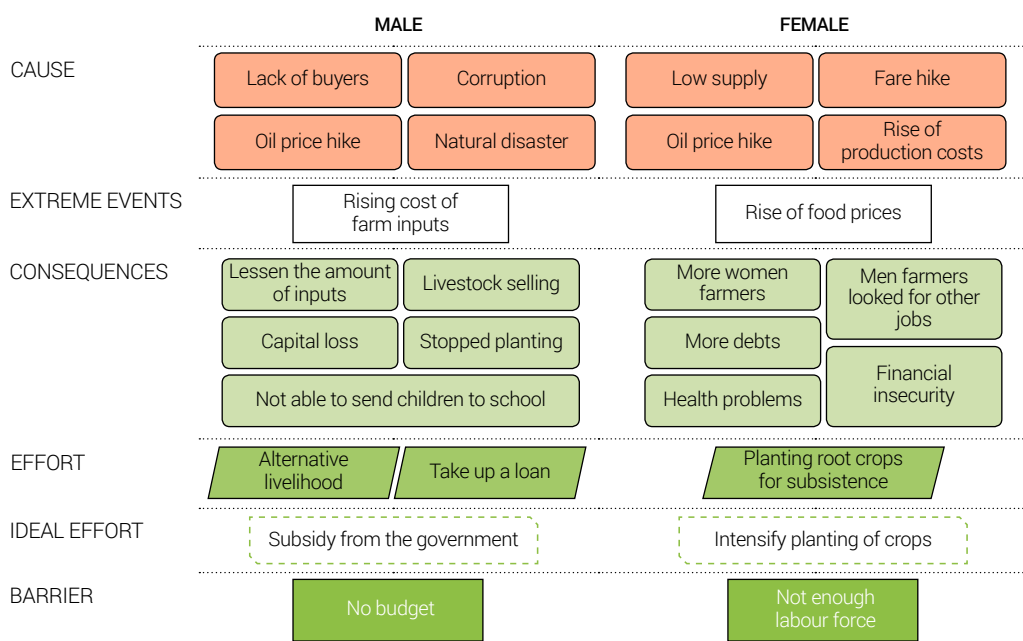 MALE
FEMALE
CAUSE
Lack of buyers
Corruption
Low supply
Fare hike
Oil price hike
Natural disaster
Oil price hike
Rise of
production costs
EXTREME EVENTS
Rising cost of
farm inputs
Rise of food prices
CONSEQUENCES
Lessen the amount
of inputs
Livestock selling
More women
farmers
Men farmers
looked for other
jobs
Capital loss
Stopped planting
More debts
Financial
insecurity
Not able to send children to school
Health problems
EFFORT
Alternative
livelihood
Take up a loan
Planting root crops
for subsistence
IDEAL EFFORT
Subsidy from the government
Intensify planting of crops
BARRIER
No budget
Not enough
labour force